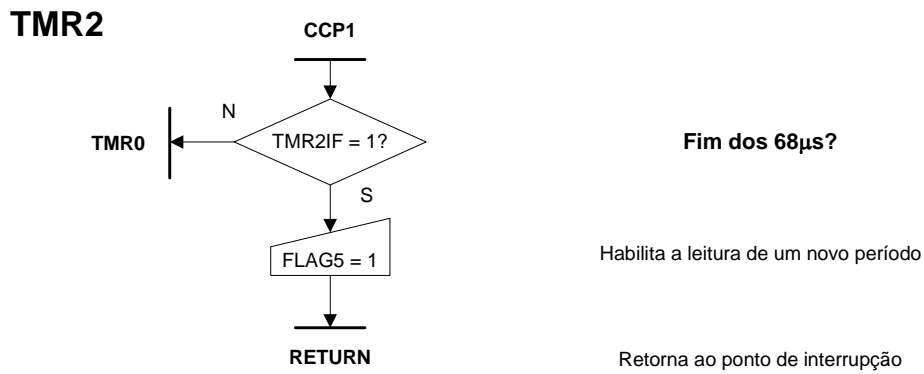 TMR2
CCP1
N
TMR0
TMR2IF = 1?
Fim dos 68µs?
S
FLAG5 = 1
Habilita a leitura de um novo período
RETURN
Retorna ao ponto de interrupção